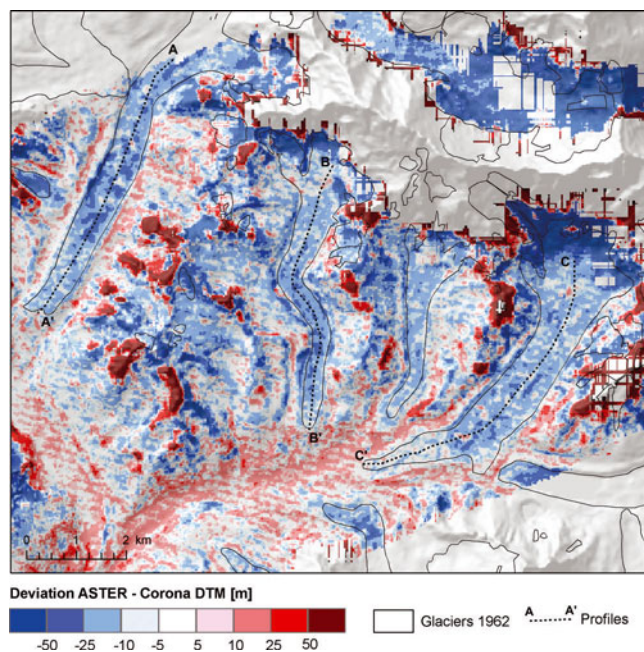 A
B
C
A'
B'
C'
0 1 2 km
Deviation ASTER - Corona DTM [m]
-50 -25 -10 -5 5 10 25 50
Glaciers 1962
A A' Profiles